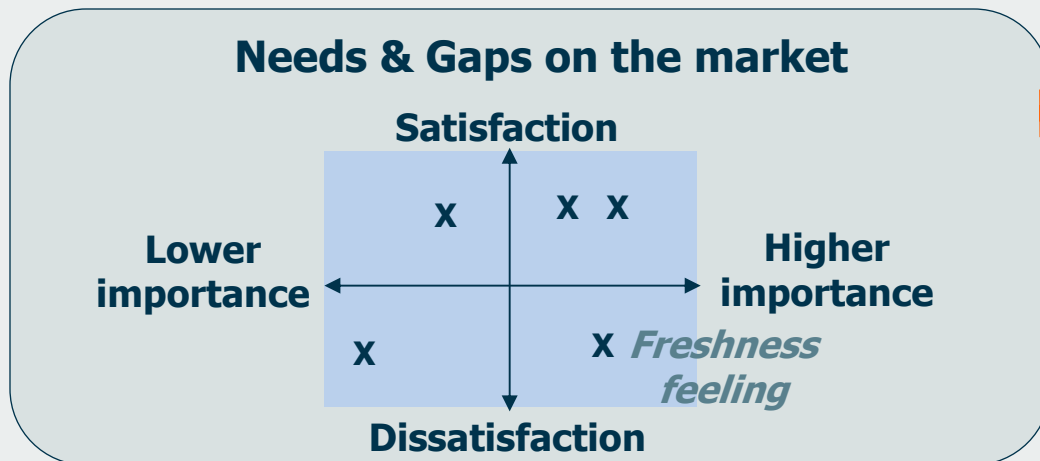 Needs & Gaps on the market
Satisfaction
X X X
Lower
importance
Higher
importance
X
X Freshness
feeling
Dissatisfaction